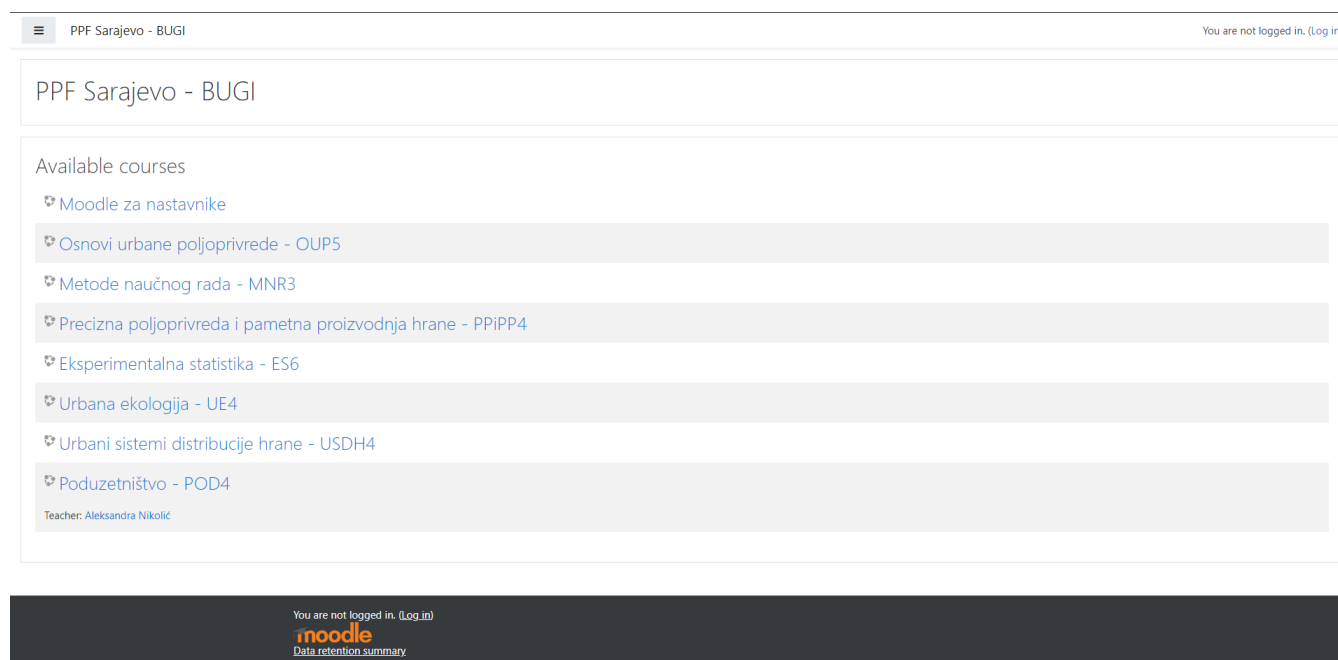 PPF Sarajevo - BUGI
You are not logged in. (Log in
PPF Sarajevo - BUGI
Available courses
Moodle za nastavnike
Osnovi urbane poljoprivrede - OUP5
Metode naučnog rada - MNR3
Precizna poljoprivreda i pametna proizvodnja hrane - PPiPP4
Eksperimentalna statistika - ES6
Urbana ekologija - UE4
Urbani sistemi distribucije hrane - USDH4
Poduzetništvo - POD4
Teacher: Aleksandra Nikolić
You are not logged in. (Log in)
moodle
Data retention summary